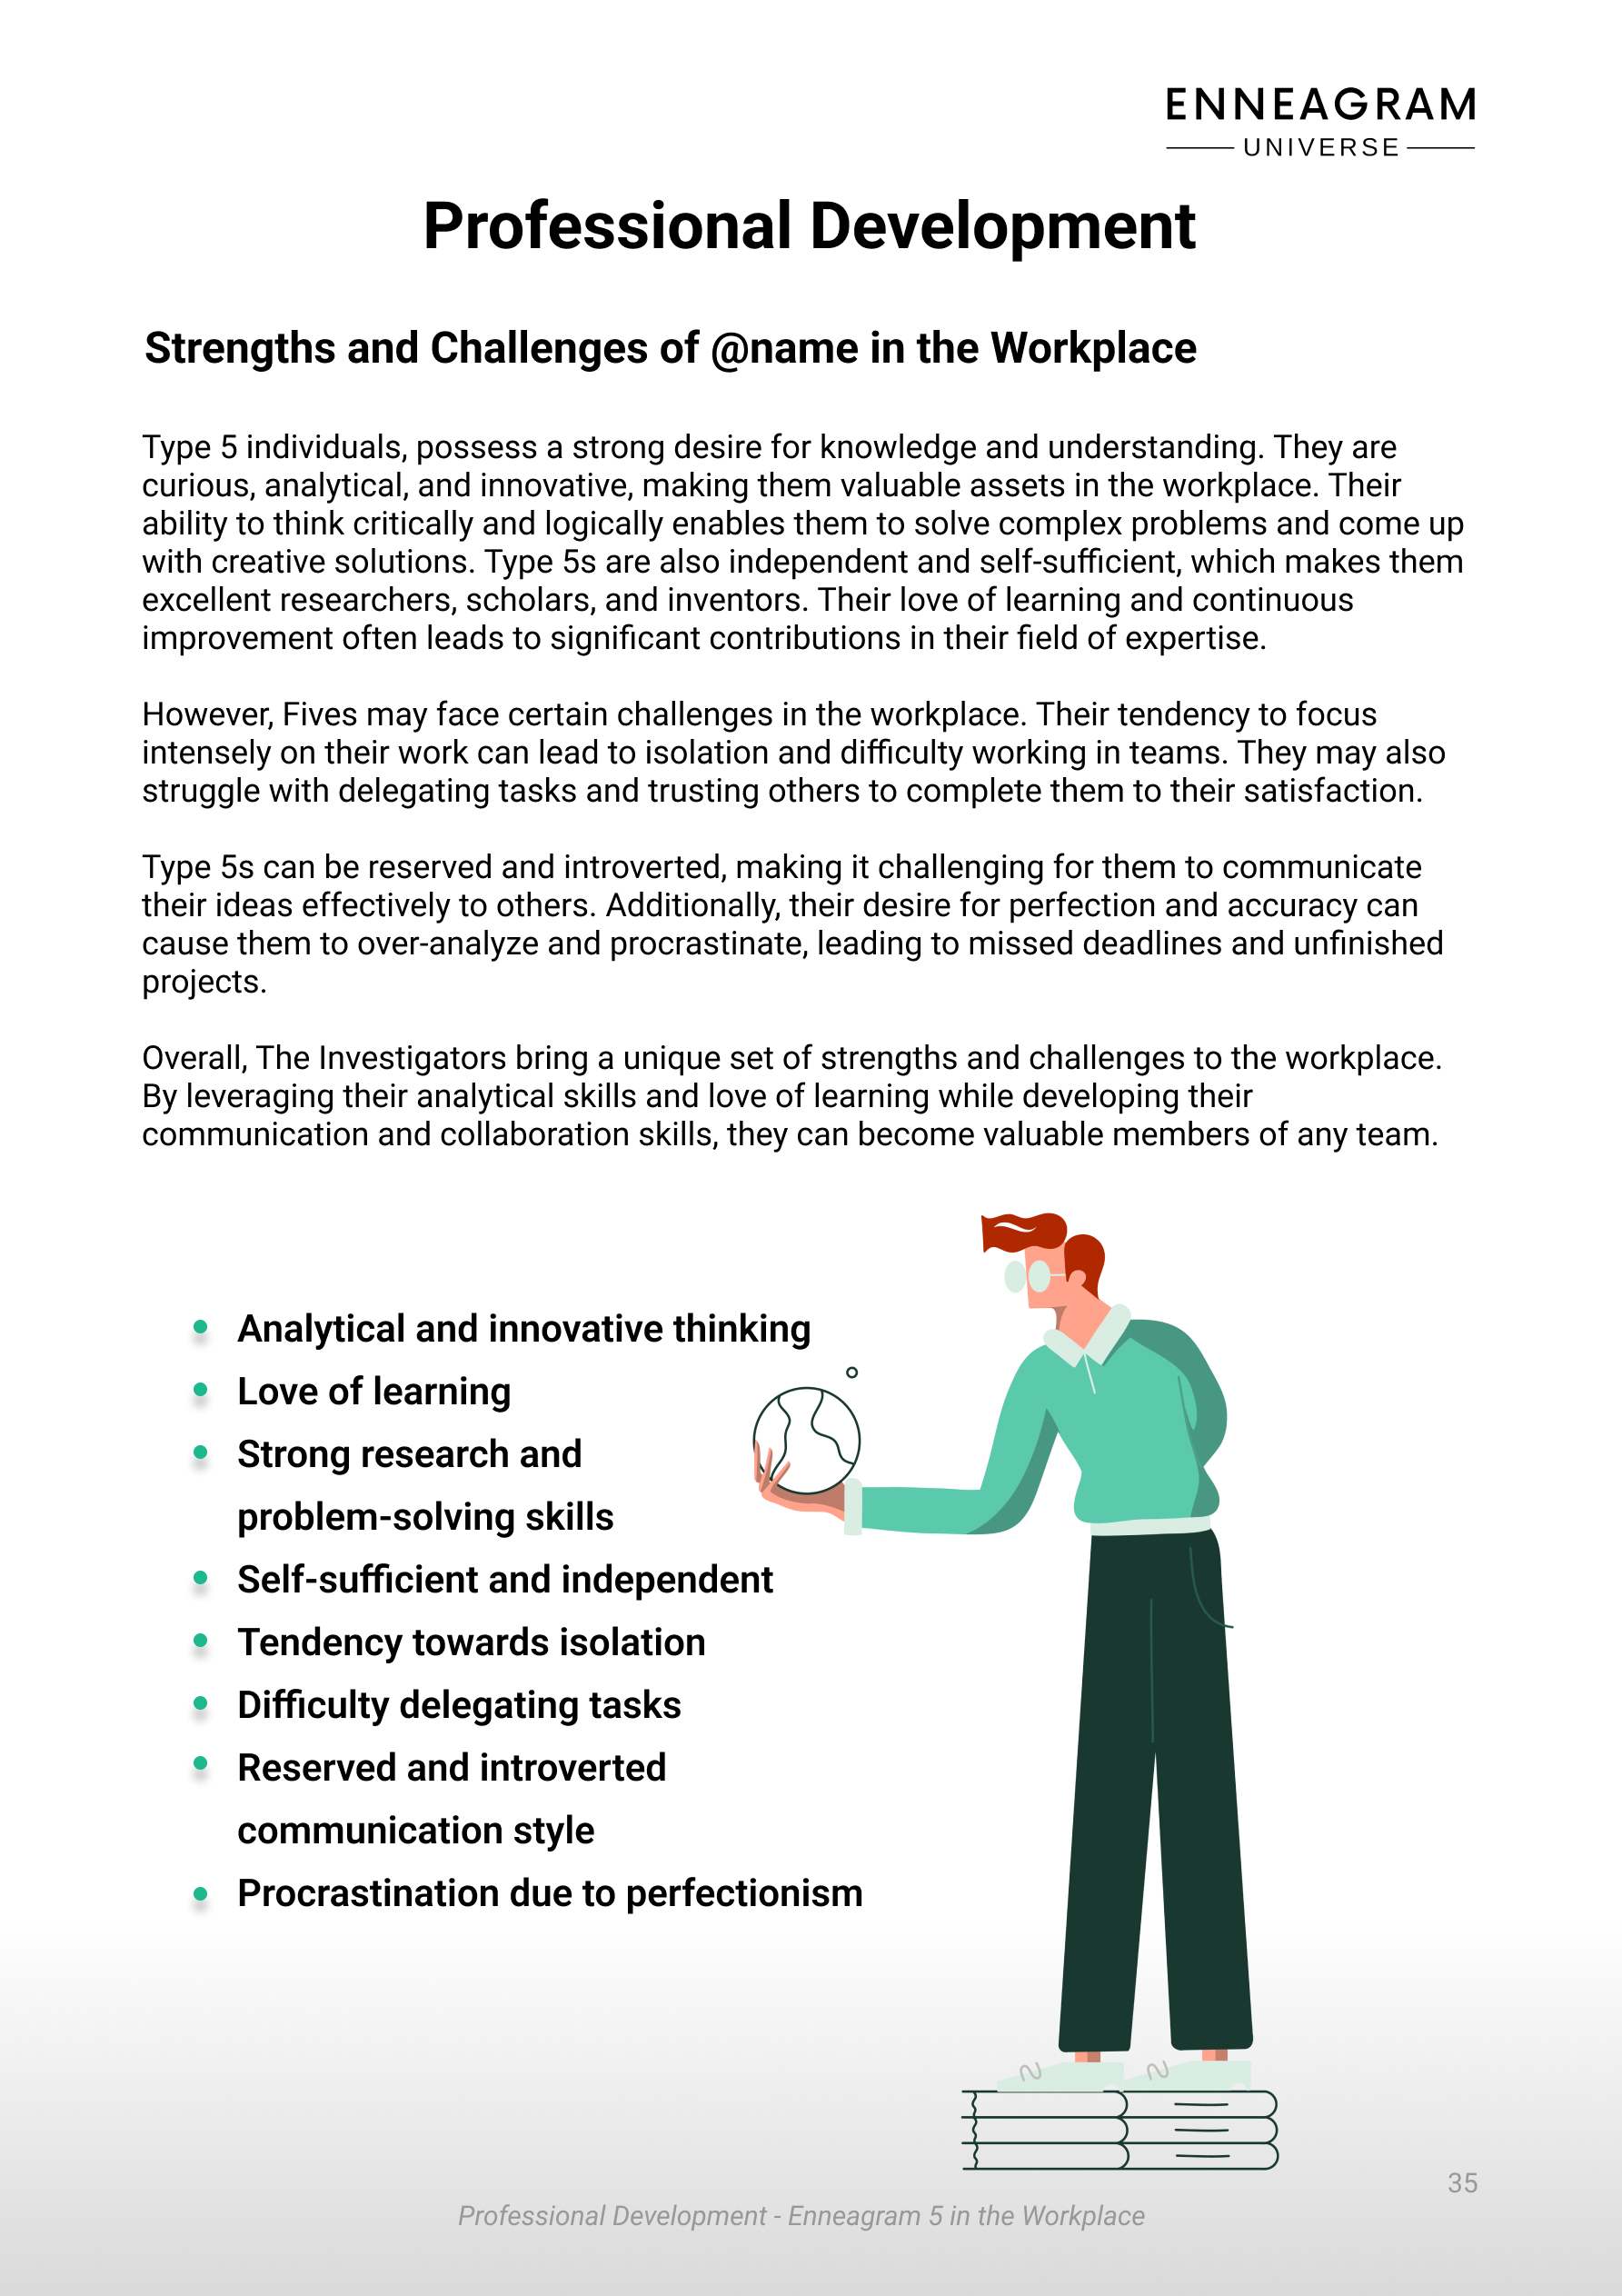 ENNEAGRAM
UNIVERSE
Professional Development
Strengths and Challenges of @name in the Workplace
Type 5 individuals, possess a strong desire for knowledge and understanding. They are
curious, analytical, and innovative, making them valuable assets in the workplace. Their
ability to think critically and logically enables them to solve complex problems and come up
with creative solutions. Type 5s are also independent and self-sufficient, which makes them
excellent researchers, scholars, and inventors. Their love of learning and continuous
improvement often leads to significant contributions in their field of expertise.
However, Fives may face certain challenges in the workplace. Their tendency to focus
intensely on their work can lead to isolation and difficulty working in teams. They may also
struggle with delegating tasks and trusting others to complete them to their satisfaction.
Type 5s can be reserved and introverted, making it challenging for them to communicate
their ideas effectively to others. Additionally, their desire for perfection and accuracy can
cause them to over-analyze and procrastinate, leading to missed deadlines and unfinished
projects.
Overall, The Investigators bring a unique set of strengths and challenges to the workplace.
By leveraging their analytical skills and love of learning while developing their
communication and collaboration skills, they can become valuable members of any team.
• Analytical and innovative thinking
• Love of learning
• Strong research and
problem-solving skills
• Self-sufficient and independent
• Tendency towards isolation
• Difficulty delegating tasks
• Reserved and introverted
communication style
• Procrastination due to perfectionism
35
Professional Development - Enneagram 5 in the Workplace